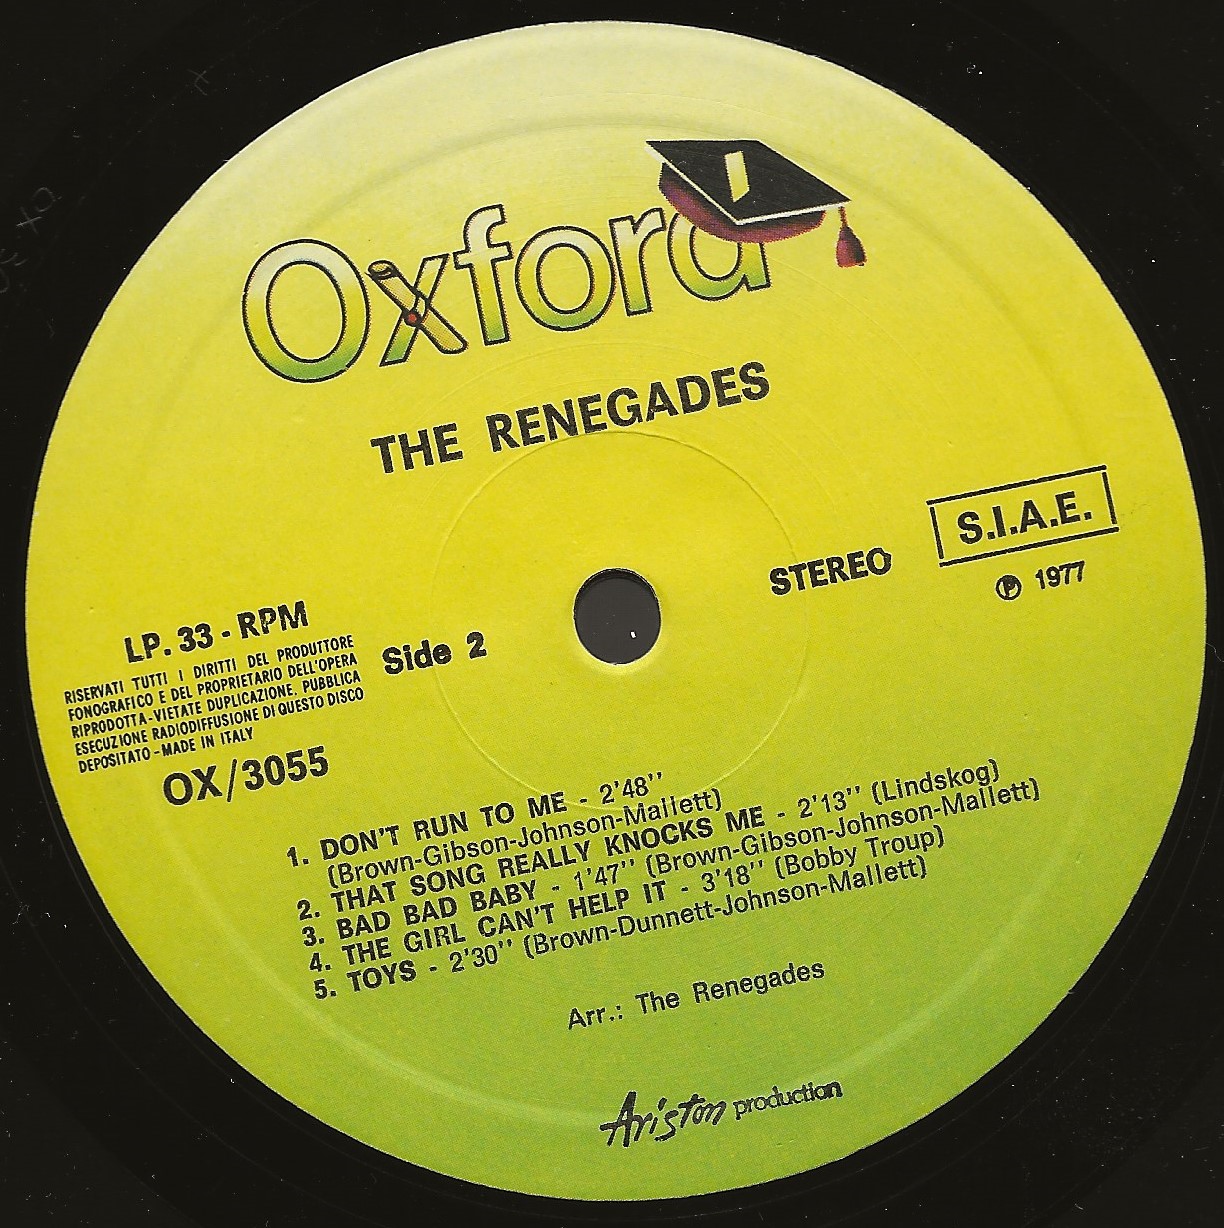 Oxford
THE RENEGADES
S.I.A.E.
STEREO
Ⓟ 1977
LP. 33 - RPM
RISERVATI TUTTI I DIRITTI DEL PRODUTTORE
FONOGRAFICO E DEL PROPRIETARIO DELL'OPERA
RIPRODOTTA-VIETATE DUPLICAZIONE, PUBBLICA
ESECUZIONE RADIODIFFUSIONE DI QUESTO DISCO
DEPOSITATO - MADE IN ITALY
Side 2
OX/3055
1. DON'T RUN TO ME - 2'48''
(Brown-Gibson-Johnson-Mallett)
2. THAT SONG REALLY KNOCKS ME - 2'13'' (Lindskog)
3. BAD BAD BABY - 1'47'' (Brown-Gibson-Johnson-Mallett)
4. THE GIRL CAN'T HELP IT - 3'18'' (Bobby Troup)
5. TOYS - 2'30'' (Brown-Dunnett-Johnson-Mallett)
Arr.: The Renegades
Ariston production